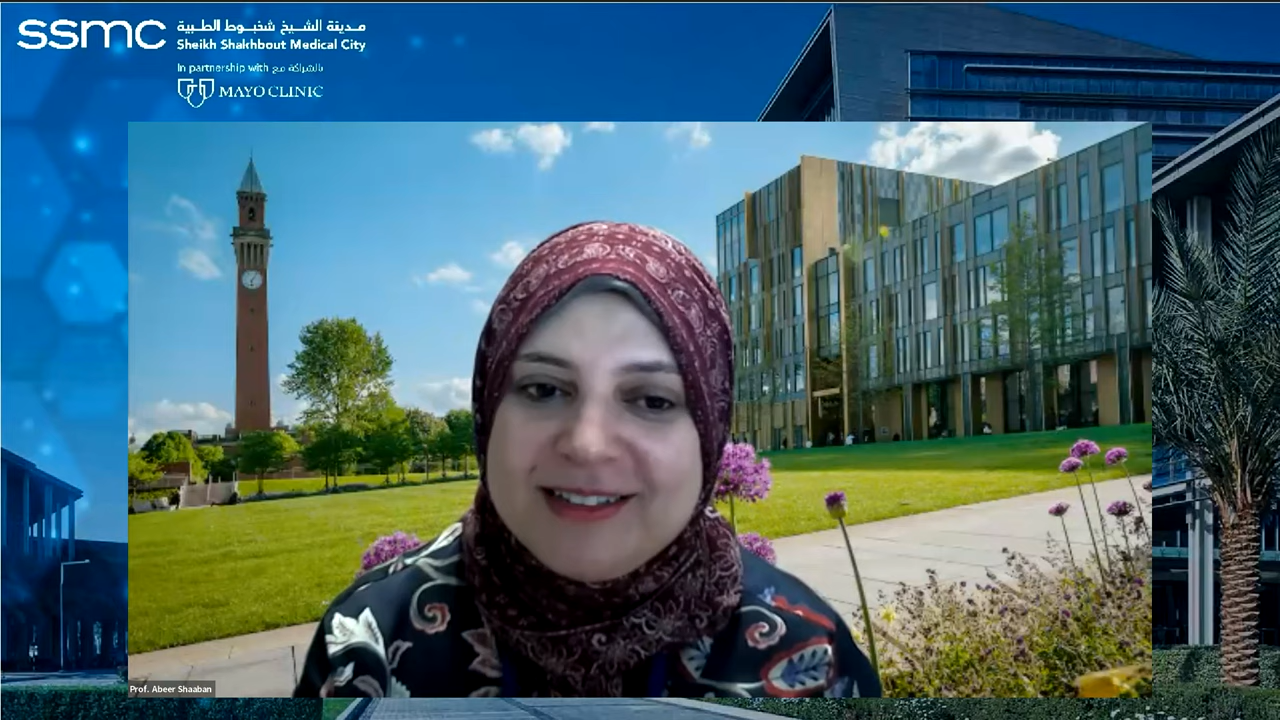 ssmc
مدينة الشيخ شخبوط الطبية
Sheikh Shakhbout Medical City
In partnership with بالشراكة مع
MAYO CLINIC
Prof. Abeer Shaaban